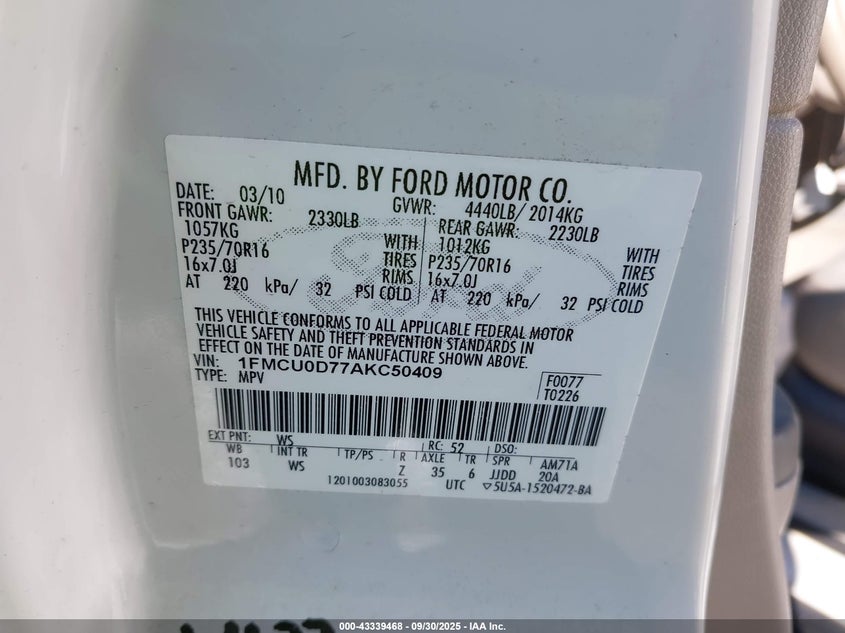 MFD. BY FORD MOTOR CO.
DATE: 03/10 GVWR: 4440LB/ 2014KG
FRONT GAWR: 2330LB REAR GAWR: 2230LB
1057KG WITH 1012KG WITH
P235/70R16 TIRES P235/70R16 TIRES
16x7.0J RIMS 16x7.0J RIMS
AT 220 kPa/ 32 PSI COLD AT 220 kPa/ 32 PSI COLD
Ford
THIS VEHICLE CONFORMS TO ALL APPLICABLE FEDERAL MOTOR
VEHICLE SAFETY AND THEFT PREVENTION STANDARDS IN
EFFECT ON THE DATE OF MANUFACTURE SHOWN ABOVE.
VIN: 1FMCU0D77AKC50409
TYPE: MPV
F0077
T0226
EXT PNT: WS RC: 52 DSO:
WB INT TR TP/PS R AXLE TR SPR AM71A
103 WS Z 35 6 JJDD 20A
1201003083055 UTC ▽5U5A-1520472-BA
000-43339468 - 09/30/2025 - IAA Inc.